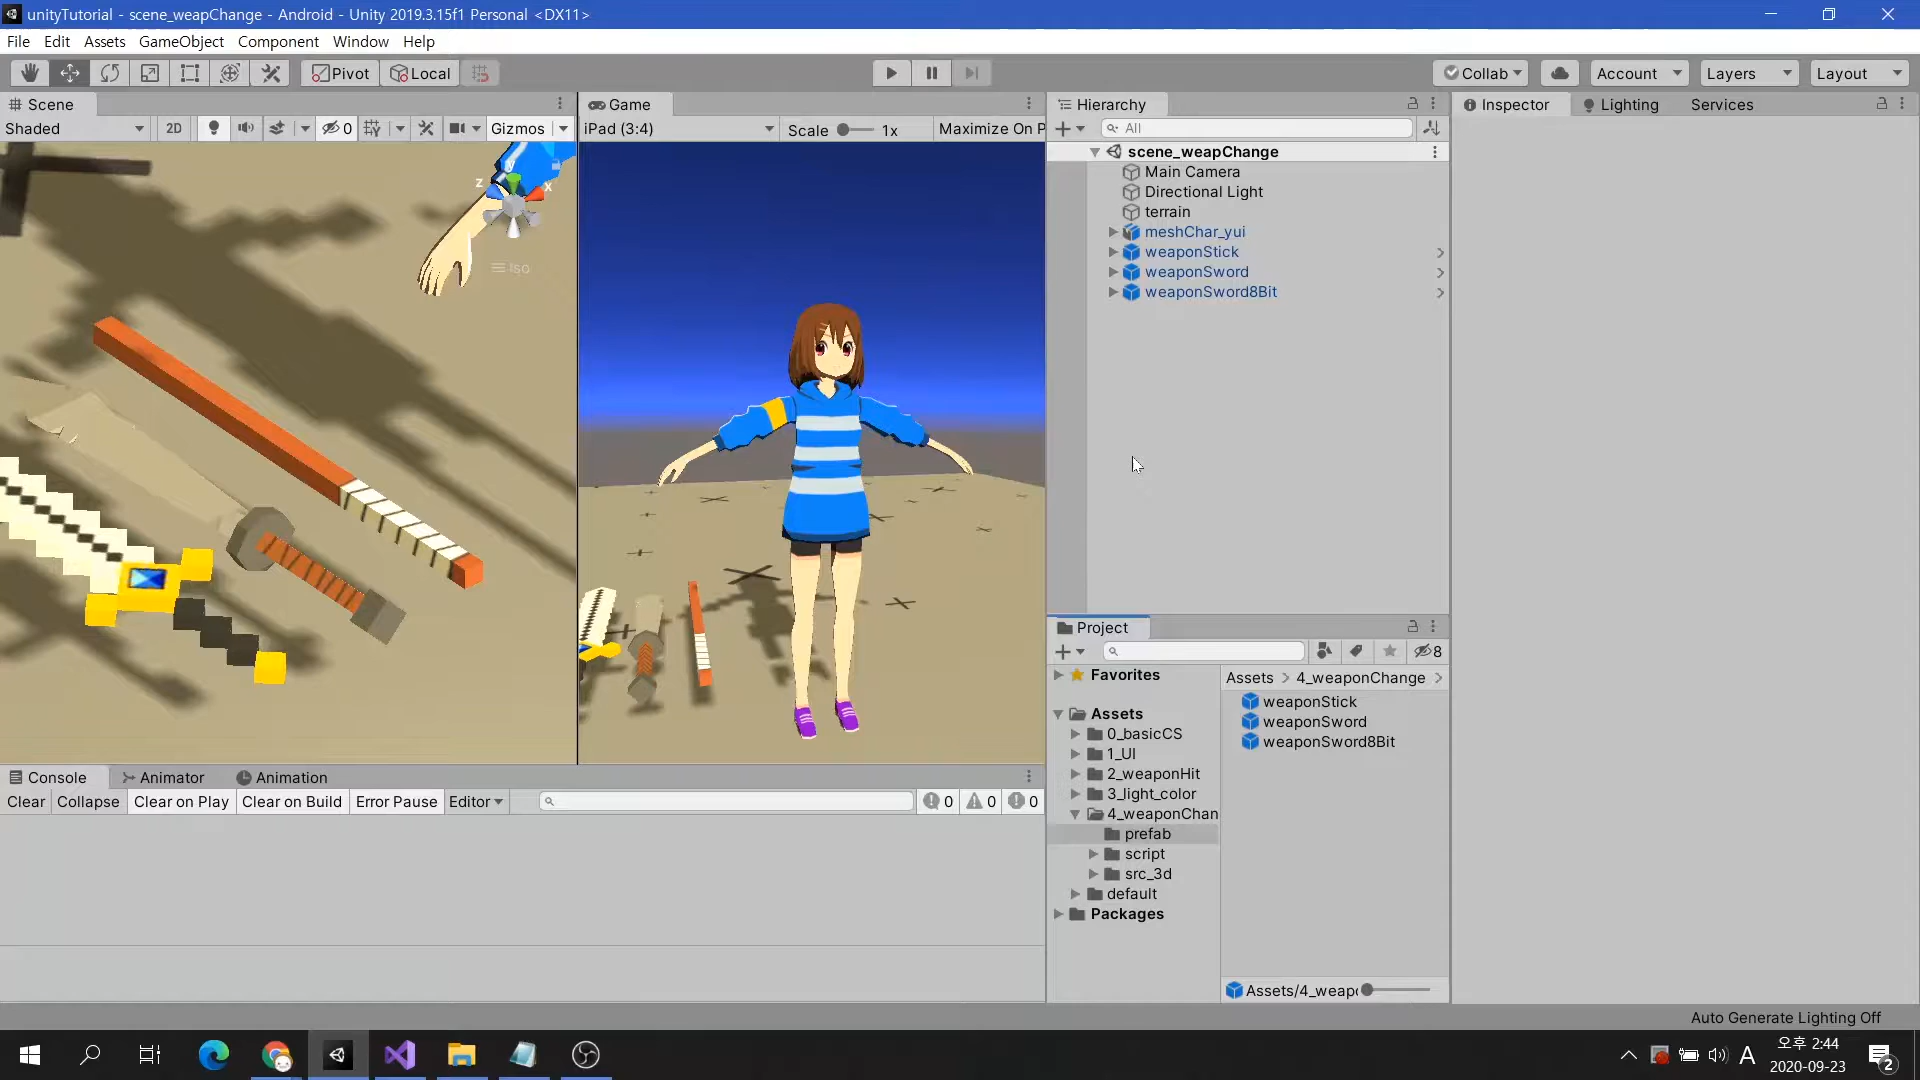 unityTutorial - scene_weapChange - Android - Unity 2019.3.15f1 Personal <DX11>
File Edit Assets GameObject Component Window Help
Pivot Local Collab Account Layers Layout
Scene Game Hierarchy Inspector Lighting Services
Shaded 2D 0 Gizmos iPad (3:4) Scale 1x Maximize On P All
scene_weapChange
Main Camera
Directional Light
terrain
meshChar_yui
weaponStick
weaponSword
weaponSword8Bit
y
z
x
Iso
Project
8
Favorites
Assets
0_basicCS
1_UI
2_weaponHit
3_light_color
4_weaponChan
prefab
script
src_3d
default
Packages
Assets > 4_weaponChange >
weaponStick
weaponSword
weaponSword8Bit
Assets/4_weap
Console Animator Animation
Clear Collapse Clear on Play Clear on Build Error Pause Editor 0 0 0
Auto Generate Lighting Off
A 오후 2:44
2020-09-23
2